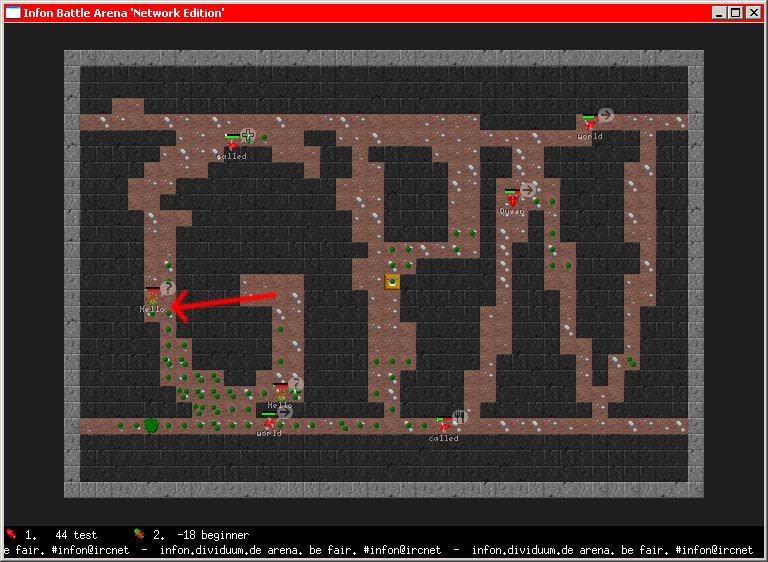 Infon Battle Arena 'Network Edition'
world
called
Queen
Hello
Hello
world
called
1. 44 test 2. -18 beginner
e fair. #infon@ircnet - infon.dividuum.de arena. be fair. #infon@ircnet - infon.dividuum.de arena. be fair. #infon@ircnet